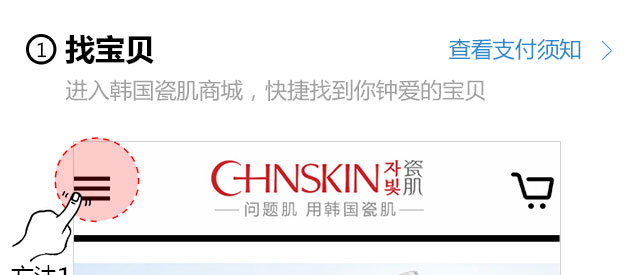 ① 找宝贝
查看支付须知
进入韩国瓷肌商城，快捷找到你钟爱的宝贝
CHNSKIN 자빛 瓷肌
问题肌 用韩国瓷肌
方法1